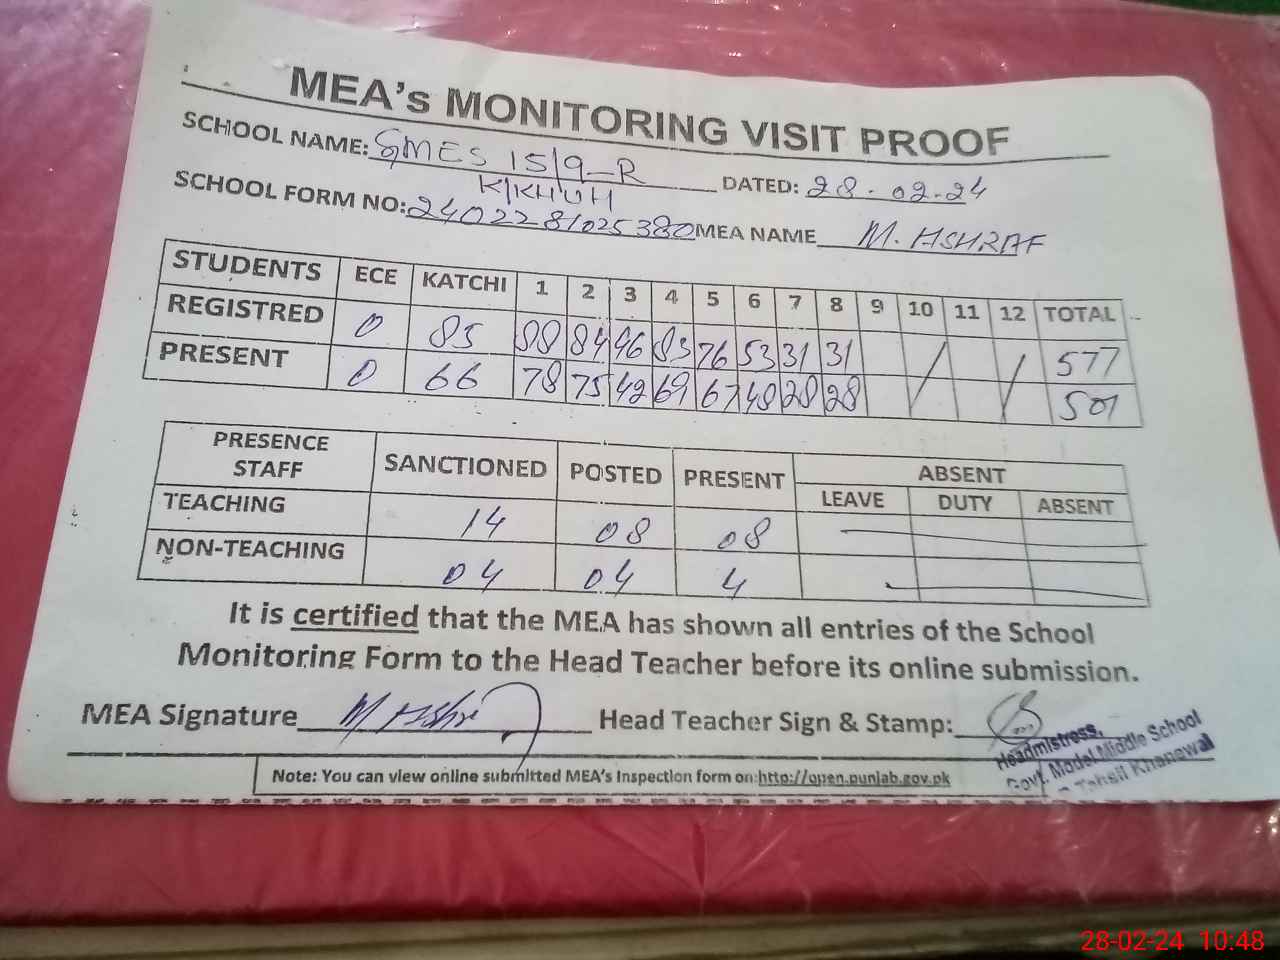 MEA's MONITORING VISIT PROOF
SCHOOL NAME: GMES 15/9-R DATED: 28-02-24
K/KHUH
SCHOOL FORM NO: 2402281025380 MEA NAME M. ASHRAF
STUDENTS ECE KATCHI 1 2 3 4 5 6 7 8 9 10 11 12 TOTAL
REGISTRED 0 85 88 84 46 83 76 53 31 31 / / 577
PRESENT 0 66 78 75 42 69 67 48 28 28 501
PRESENCE STAFF SANCTIONED POSTED PRESENT ABSENT
LEAVE DUTY ABSENT
TEACHING 14 08 08
NON-TEACHING 04 04 4
It is certified that the MEA has shown all entries of the School
Monitoring Form to the Head Teacher before its online submission.
MEA Signature M Ashr Head Teacher Sign & Stamp:
Headmistress,
Govt. Model Middle School
Tehsil Khanewal
Note: You can view online submitted MEA's Inspection form on:http://open.punjab.gov.pk
28-02-24 10:48